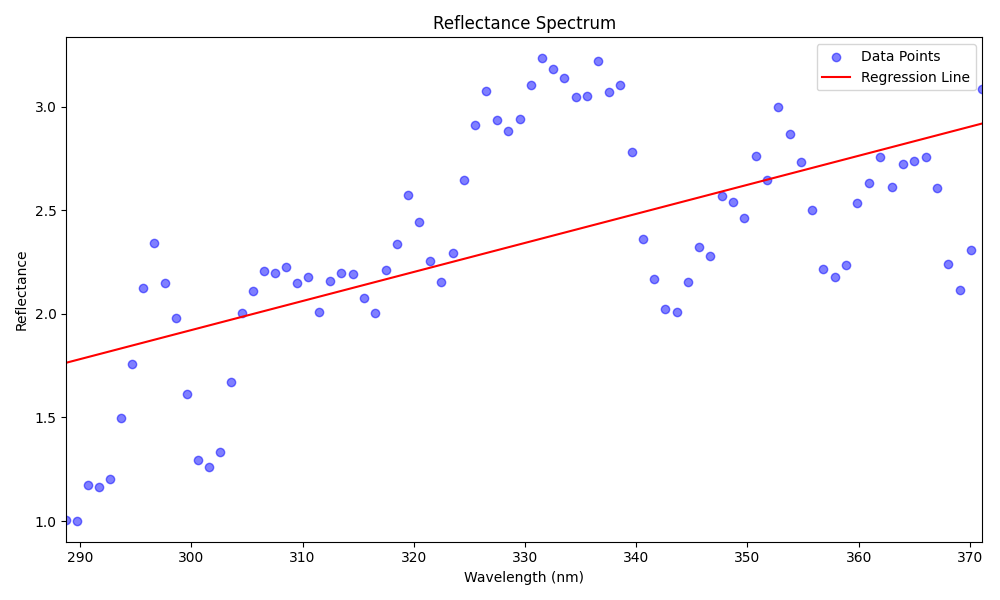 Reflectance Spectrum
Data Points
Regression Line
3.0
2.5
2.0
1.5
1.0
Reflectance
290 300 310 320 330 340 350 360 370
Wavelength (nm)